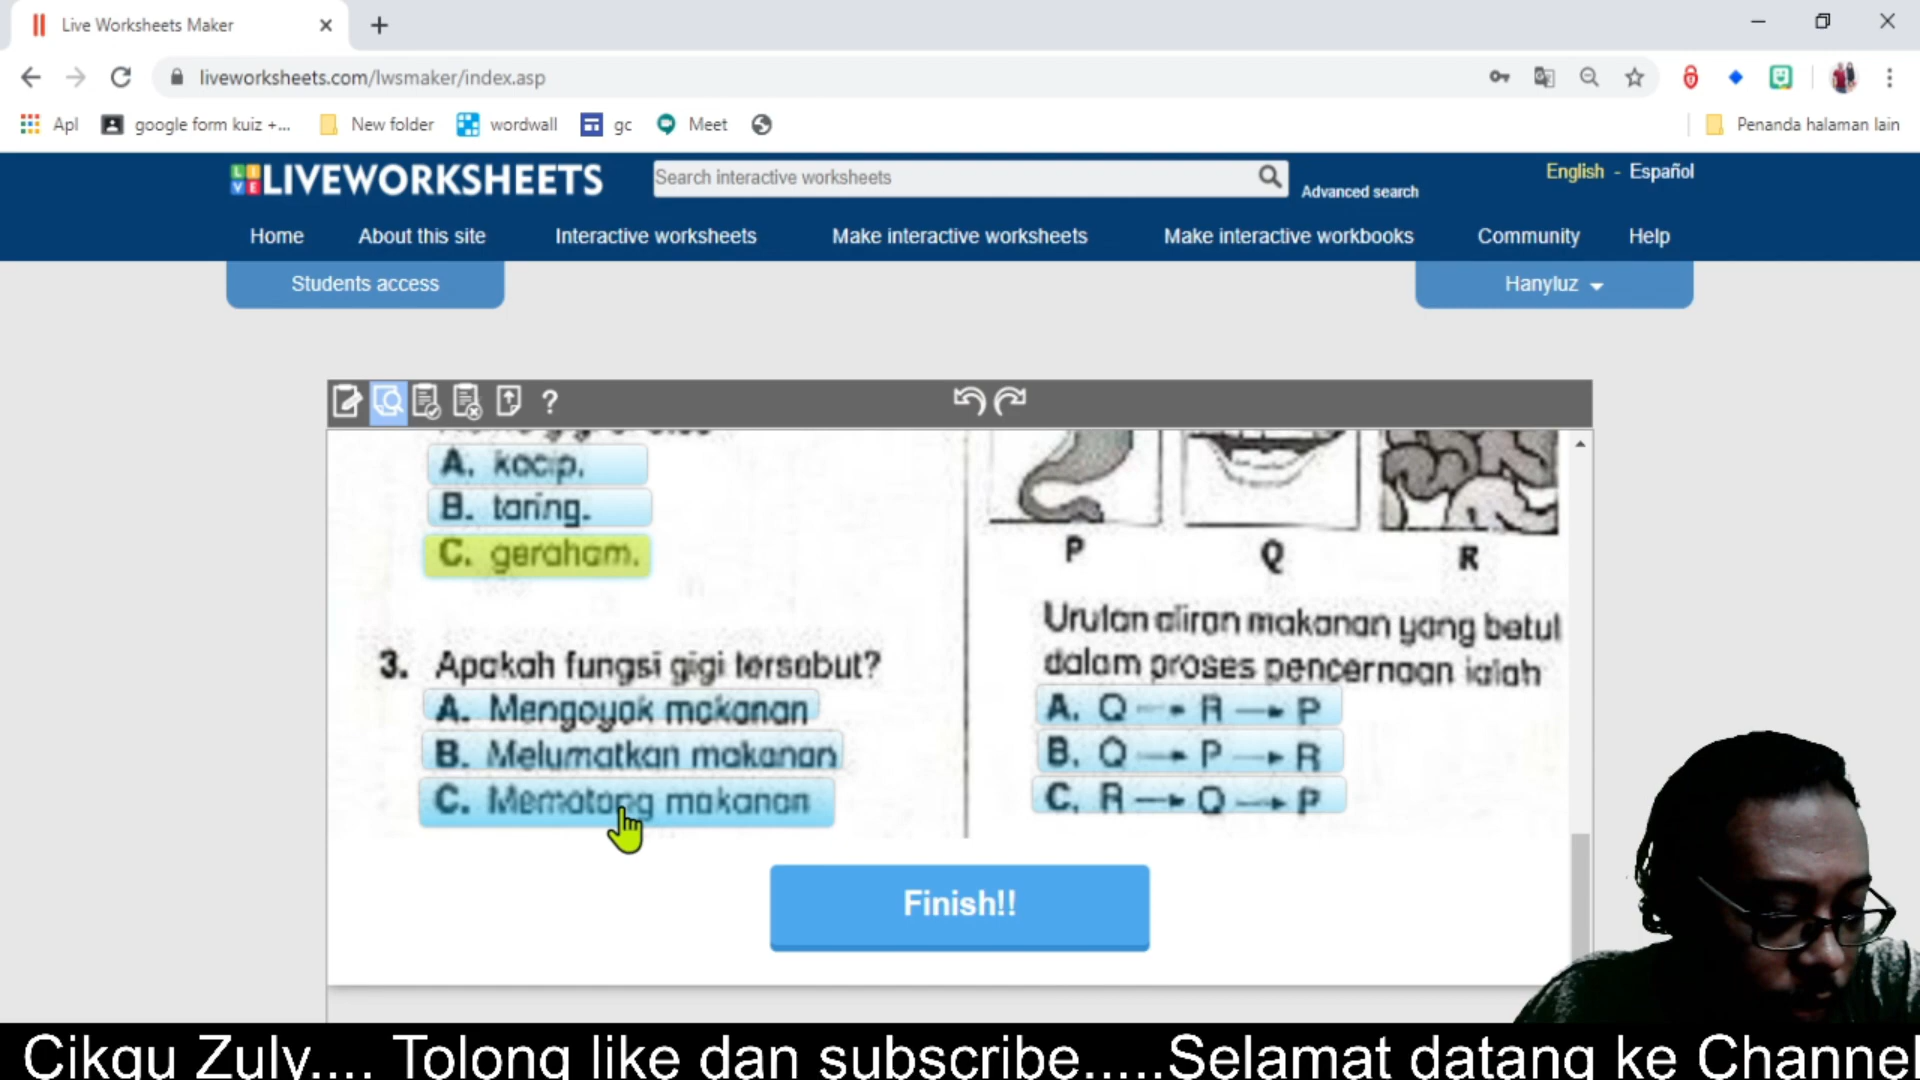 Live Worksheets Maker
liveworksheets.com/lwsmaker/index.asp
Apl
google form kuiz +...
New folder
wordwall
gc
Meet
Penanda halaman lain
LIVEWORKSHEETS
Search interactive worksheets
Advanced search
English - Español
Home
About this site
Interactive worksheets
Make interactive worksheets
Make interactive workbooks
Community
Help
Students access
Hanyluz
A. kacip.
B. taring.
C. geraham.
3. Apakah fungsi gigi tersebut?
A. Mengoyak makanan
B. Melumatkan makanan
C. Memotong makanan
P
Q
R
Urutan aliran makanan yang betul
dalam proses pencernaan ialah
A. Q → R → P
B. Q → P → R
C. R → Q → P
Finish!!
Cikgu Zuly.... Tolong like dan subscribe.....Selamat datang ke Channel